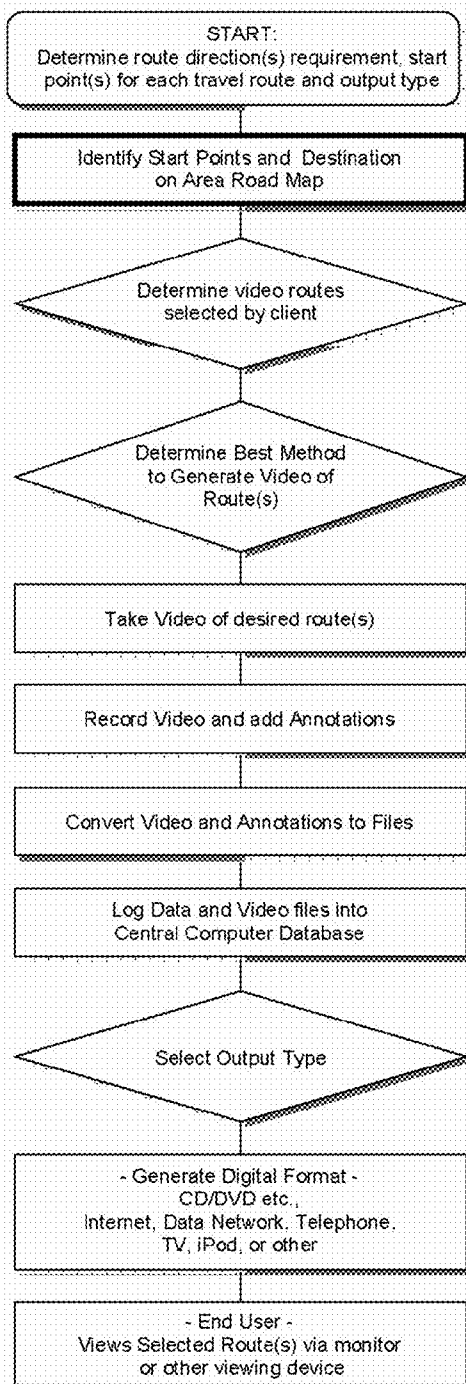 START:
Determine route direction(s) requirement, start
point(s) for each travel route and output type
Identify Start Points and Destination
on Area Road Map
Determine video routes
selected by client
Determine Best Method
to Generate Video of
Route(s)
Take Video of desired route(s)
Record Video and add Annotations
Convert Video and Annotations to Files
Log Data and Video files into
Central Computer Database
Select Output Type
- Generate Digital Format -
CD/DVD etc.,
Internet, Data Network, Telephone,
TV, iPod, or other
- End User -
Views Selected Route(s) via monitor
or other viewing device